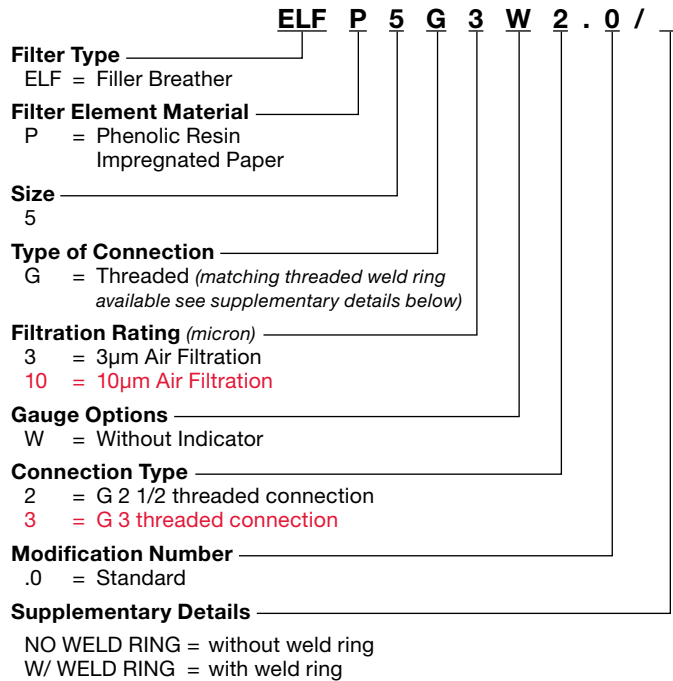 ELF P 5 G 3 W 2 . 0 / _
Filter Type
ELF = Filler Breather
Filter Element Material
P = Phenolic Resin
Impregnated Paper
Size
5
Type of Connection
G = Threaded (matching threaded weld ring
available see supplementary details below)
Filtration Rating (micron)
3 = 3µm Air Filtration
10 = 10µm Air Filtration
Gauge Options
W = Without Indicator
Connection Type
2 = G 2 1/2 threaded connection
3 = G 3 threaded connection
Modification Number
.0 = Standard
Supplementary Details
NO WELD RING = without weld ring
W/ WELD RING = with weld ring